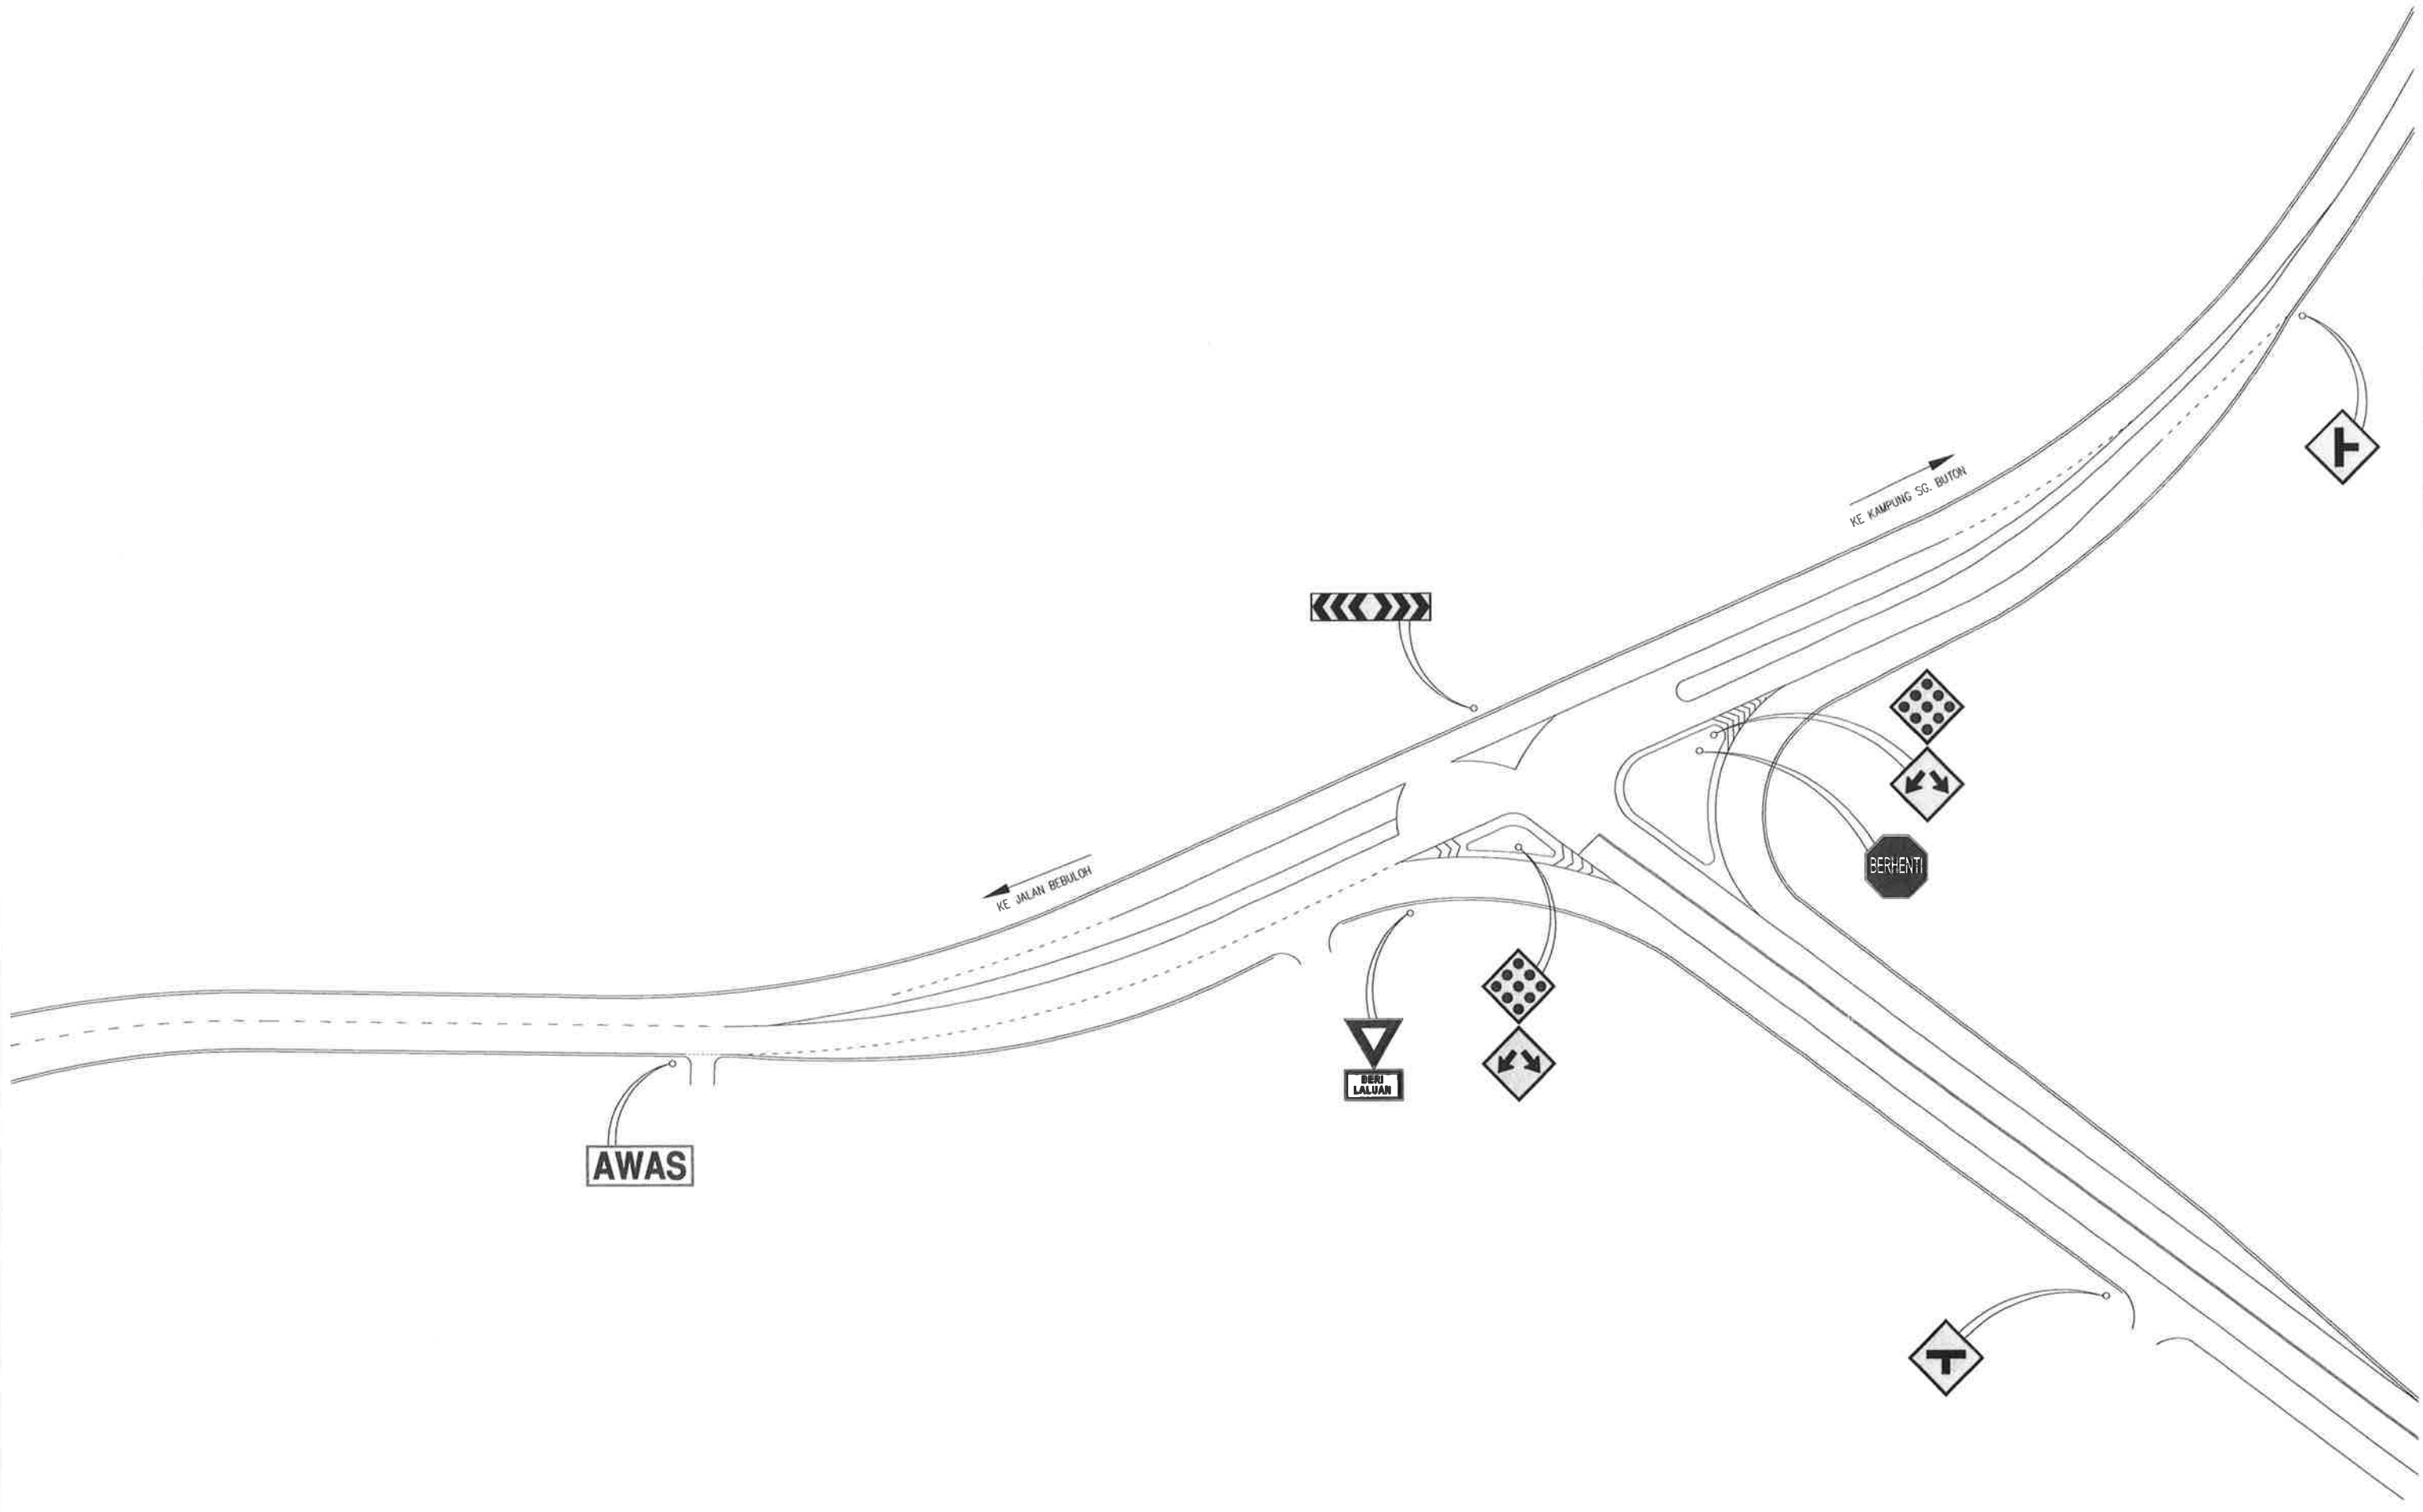 KE KAMPUNG SG. BUTON
KE JALAN BEBULOH
BERHENTI
BERI
LALUAN
AWAS